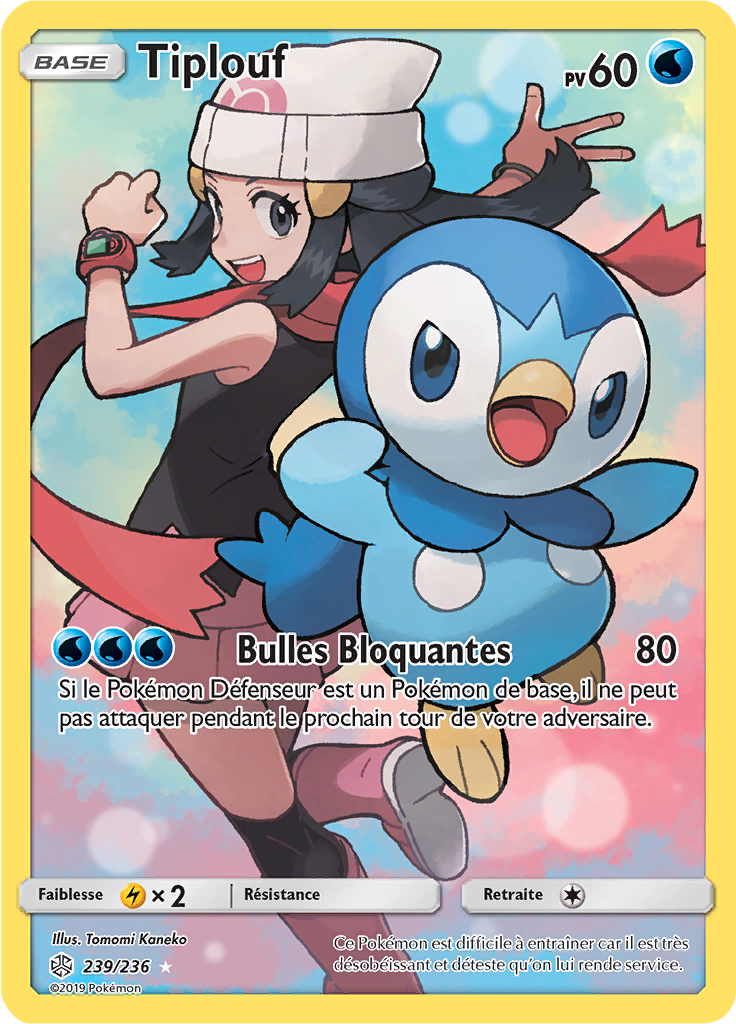 BASE Tiplouf PV60
Bulles Bloquantes 80
Si le Pokémon Défenseur est un Pokémon de base, il ne peut
pas attaquer pendant le prochain tour de votre adversaire.
Faiblesse × 2 Résistance Retraite
Illus. Tomomi Kaneko
239/236
©2019 Pokémon
Ce Pokémon est difficile à entraîner car il est très
désobéissant et déteste qu'on lui rende service.